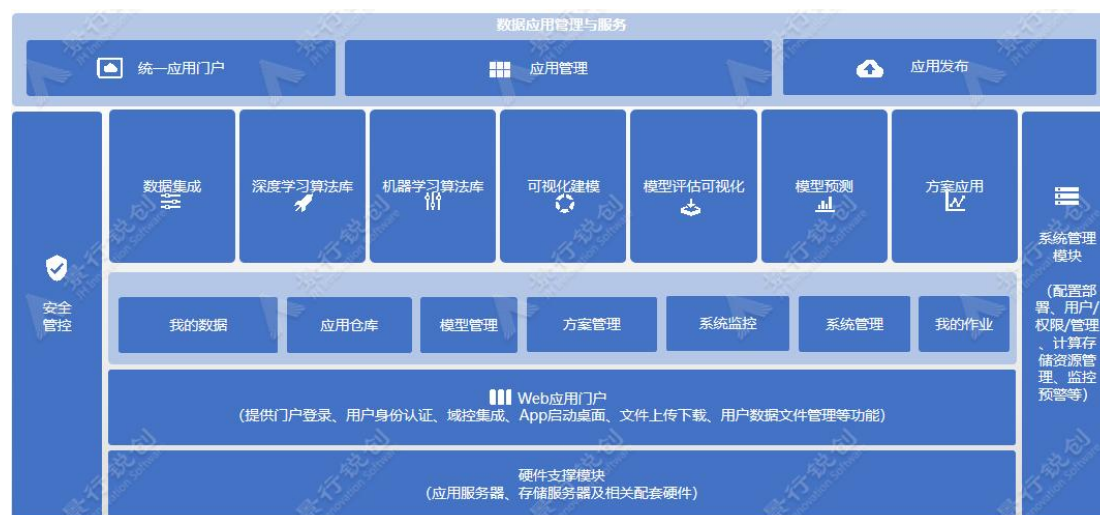 数据应用管理与服务
统一应用门户
应用管理
应用发布
数据集成
深度学习算法库
机器学习算法库
可视化建模
模型评估可视化
模型预测
方案应用
安全
管控
系统管理
模块
(配置部
署、用户/
权限/管理
、计算存
储资源管
理、监控
预警等)
我的数据
应用仓库
模型管理
方案管理
系统监控
系统管理
我的作业
Web应用门户
(提供门户登录、用户身份认证、域控集成、App启动桌面、文件上传下载、用户数据文件管理等功能)
硬件支撑模块
(应用服务器、存储服务器及相关配套硬件)
景行锐创
Innovation Software